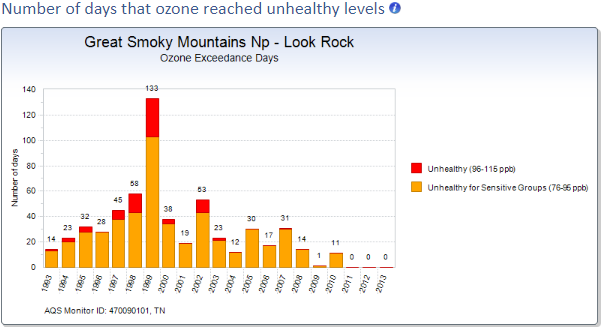 Number of days that ozone reached unhealthy levels i
Great Smoky Mountains Np - Look Rock
Ozone Exceedance Days
Number of days
140
120
100
80
60
40
20
0
14 23 32 28 45 58 133 38 19 53 23 12 30 17 31 14 1 11 0 0 0
1993 1994 1995 1996 1997 1998 1999 2000 2001 2002 2003 2004 2005 2006 2007 2008 2009 2010 2011 2012 2013
Unhealthy (96-115 ppb)
Unhealthy for Sensitive Groups (76-95 ppb)
AQS Monitor ID: 470090101, TN